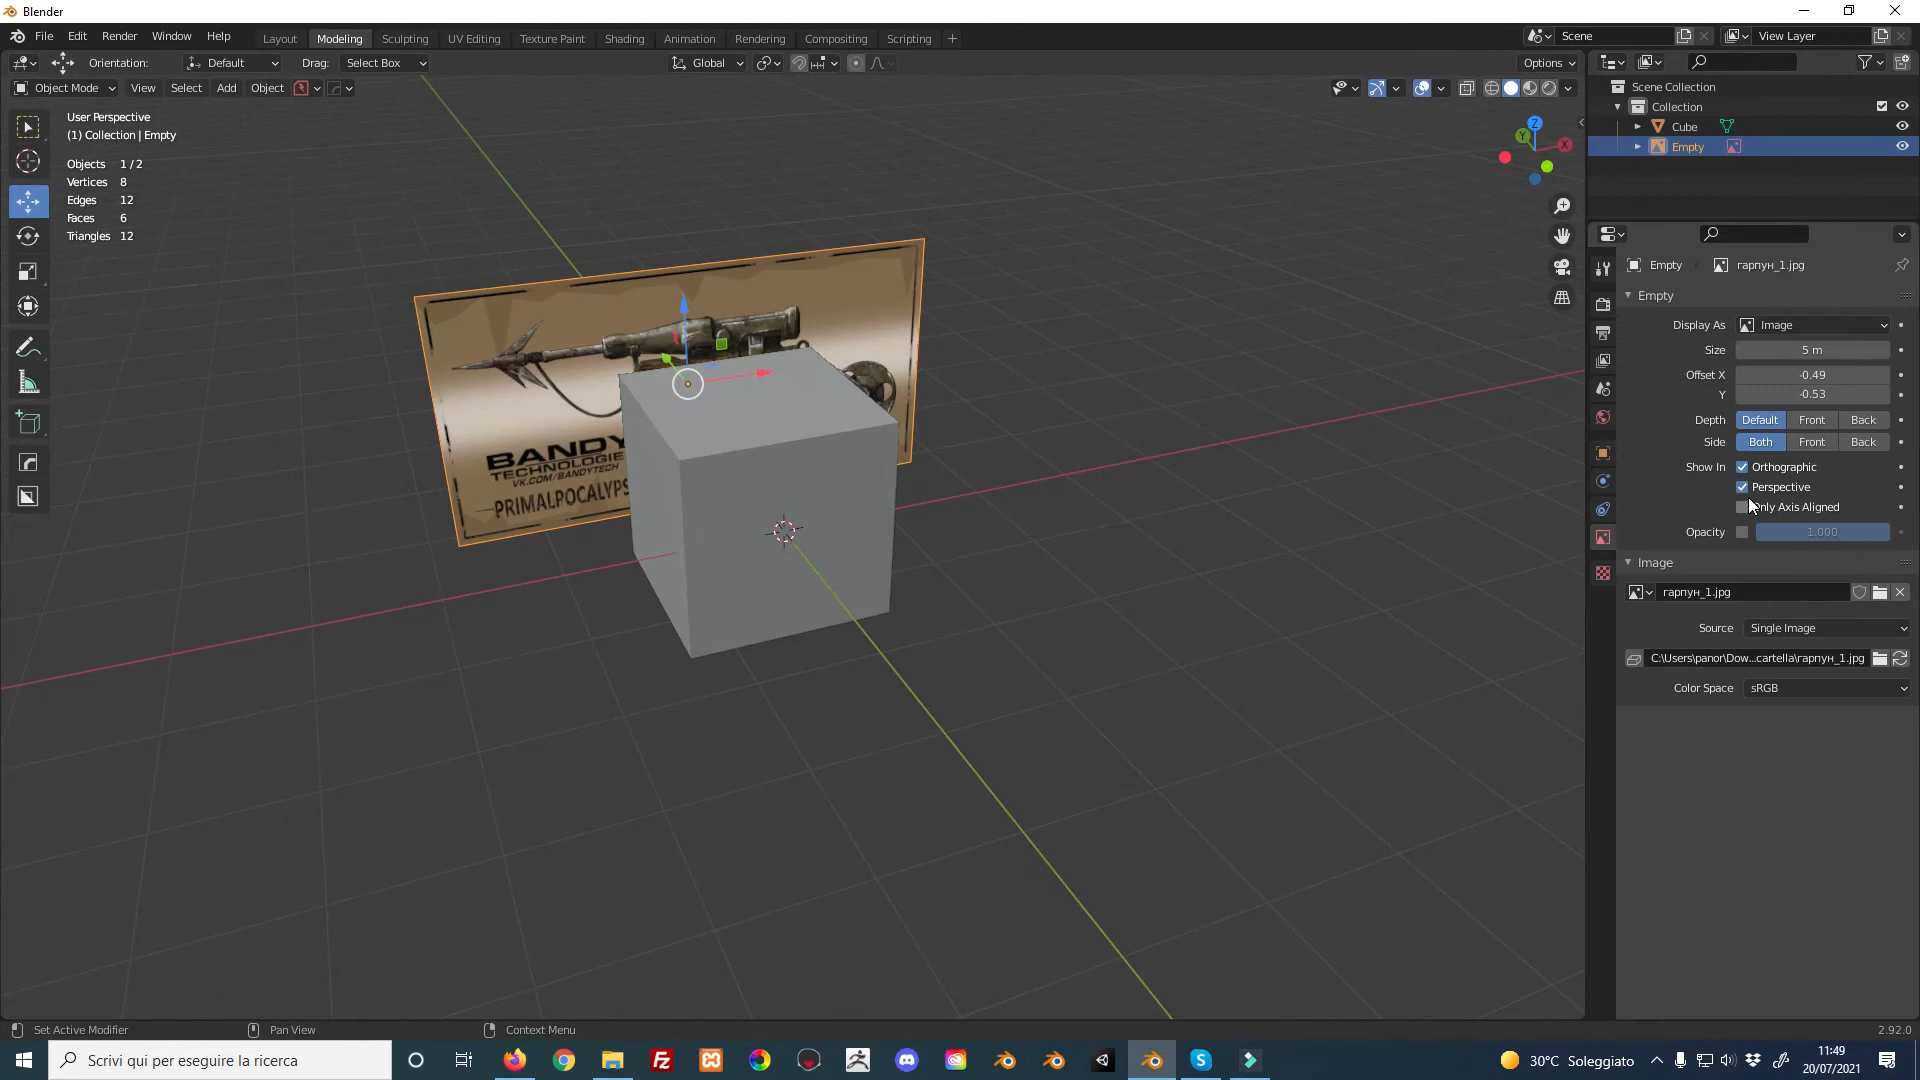 Blender
File Edit Render Window Help Layout Modeling Sculpting UV Editing Texture Paint Shading Animation Rendering Compositing Scripting + Scene View Layer
Orientation: Default Drag: Select Box Global Options
Object Mode View Select Add Object
User Perspective
(1) Collection | Empty
Objects 1 / 2
Vertices 8
Edges 12
Faces 6
Triangles 12
Z
Y
X
BANDY
TECHNOLOGIE
VK.COM/BANDYTECH
PRIMALPOCALYPS
Scene Collection
Collection
Cube
Empty
Empty гарпун_1.jpg
Empty
Display As Image
Size 5 m
Offset X -0.49
Y -0.53
Depth Default Front Back
Side Both Front Back
Show In Orthographic
Perspective
Only Axis Aligned
Opacity 1.000
Image
гарпун_1.jpg
Source Single Image
C:\Users\panor\Dow...cartella\гарпун_1.jpg
Color Space sRGB
Set Active Modifier Pan View Context Menu 2.92.0
Scrivi qui per eseguire la ricerca
30°C Soleggiato
11:49
20/07/2021